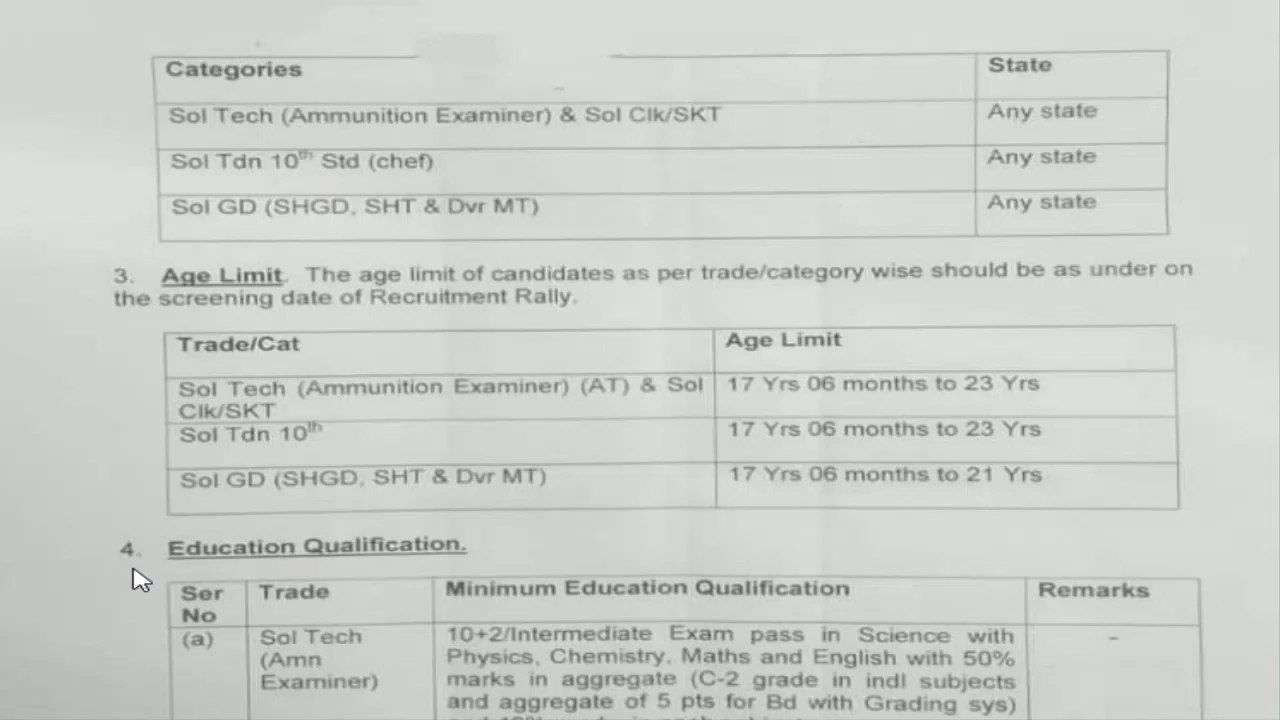 Categories State
Sol Tech (Ammunition Examiner) & Sol Clk/SKT Any state
Sol Tdn 10th Std (chef) Any state
Sol GD (SHGD, SHT & Dvr MT) Any state
3. Age Limit. The age limit of candidates as per trade/category wise should be as under on
the screening date of Recruitment Rally.
Trade/Cat Age Limit
Sol Tech (Ammunition Examiner) (AT) & Sol 17 Yrs 06 months to 23 Yrs
Clk/SKT
Sol Tdn 10th 17 Yrs 06 months to 23 Yrs
Sol GD (SHGD, SHT & Dvr MT) 17 Yrs 06 months to 21 Yrs
4. Education Qualification.
Ser Trade Minimum Education Qualification Remarks
No
(a) Sol Tech 10+2/Intermediate Exam pass in Science with -
(Amn Physics, Chemistry, Maths and English with 50%
Examiner) marks in aggregate (C-2 grade in indl subjects
and aggregate of 5 pts for Bd with Grading sys)